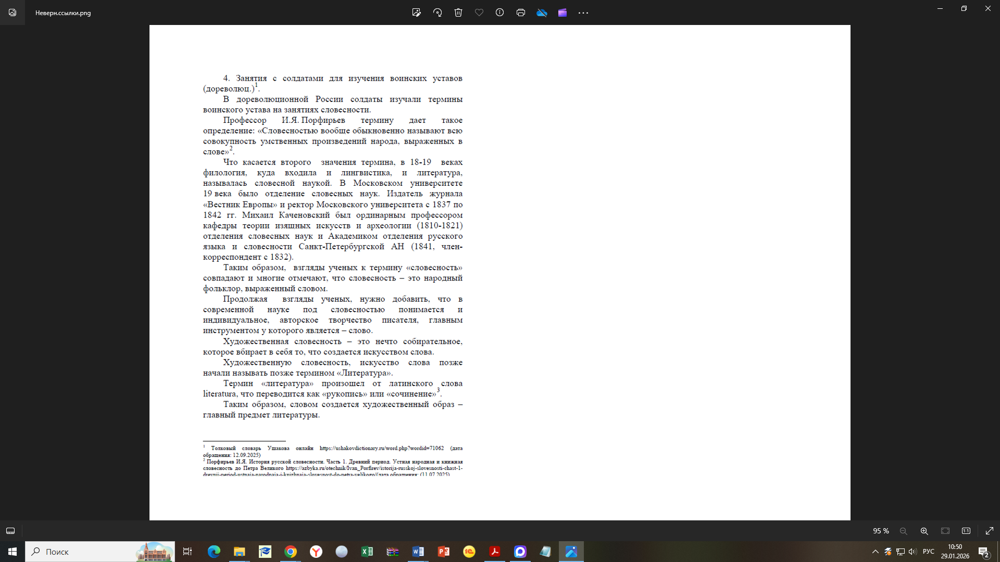 Неверн.ссылки.png
4. Занятия с солдатами для изучения воинских уставов
(дореволюц.)1.
В дореволюционной России солдаты изучали термины
воинского устава на занятиях словесности.
Профессор И.Я. Порфирьев термину дает такое
определение: «Словесностью вообще обыкновенно называют всю
совокупность умственных произведений народа, выраженных в
слове»2.
Что касается второго значения термина, в 18-19 веках
филология, куда входила и лингвистика, и литература,
называлась словесной наукой. В Московском университете
19 века было отделение словесных наук. Издатель журнала
«Вестник Европы» и ректор Московского университета с 1837 по
1842 гг. Михаил Каченовский был ординарным профессором
кафедры теории изящных искусств и археологии (1810-1821)
отделения словесных наук и Академиком отделения русского
языка и словесности Санкт-Петербургской АН (1841, член-
корреспондент с 1832).
Таким образом, взгляды ученых к термину «словесность»
совпадают и многие отмечают, что словесность – это народный
фольклор, выраженный словом.
Продолжая взгляды ученых, нужно добавить, что в
современной науке под словесностью понимается и
индивидуальное, авторское творчество писателя, главным
инструментом у которого является – слово.
Художественная словесность – это нечто собирательное,
которое вбирает в себя то, что создается искусством слова.
Художественную словесность, искусство слова позже
начали называть позже термином «Литература».
Термин «литература» произошел от латинского слова
literatura, что переводится как «рукопись» или «сочинение»3.
Таким образом, словом создается художественный образ –
главный предмет литературы.
1 Толковый словарь Ушакова онлайн https://ushakovdictionary.ru/word.php?wordid=71062 (дата
обращения: 12.09.2025)
2 Порфирьев И.Я. История русской словесности. Часть 1. Древний период. Устная народная и книжная
словесность до Петра Великого https://azbyka.ru/otechnik/Ivan_Porfirev/istorija-russkoj-slovesnosti-chast-1-
drevnij-period-ustnaja-narodnaja-i-knizhnaja-slovesnost-do-petra-velikogo/(дата обращения: (11.07.2025)
95 %
1:1
Поиск
РУС
10:50
29.01.2026
2